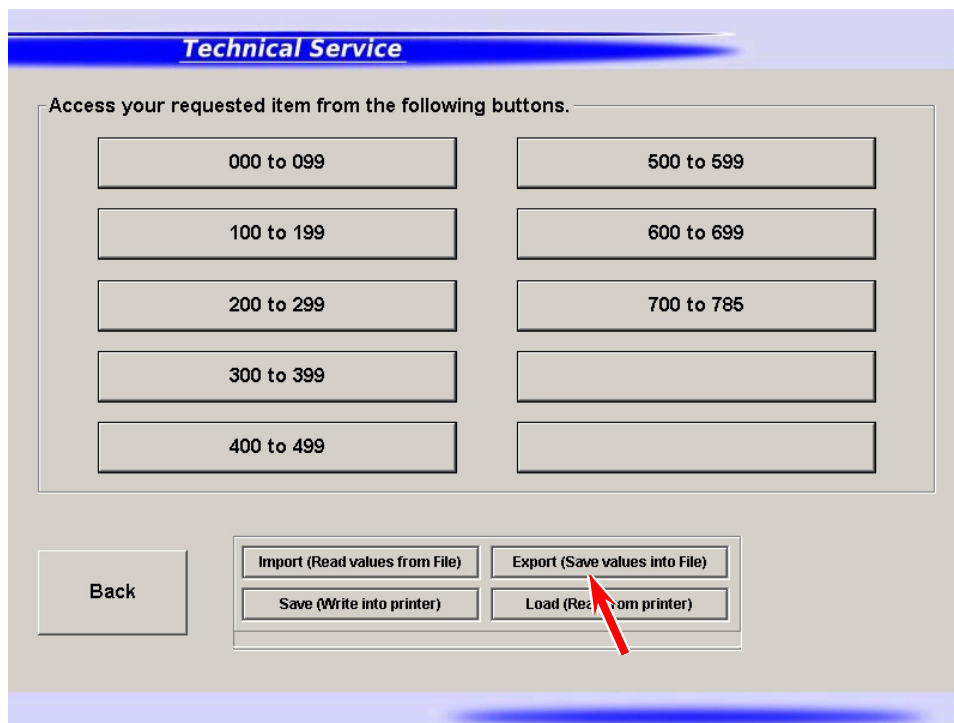 Technical Service
Access your requested item from the following buttons.
000 to 099
500 to 599
100 to 199
600 to 699
200 to 299
700 to 785
300 to 399
400 to 499
Import (Read values from File)
Export (Save values into File)
Back
Save (Write into printer)
Load ( from printer)